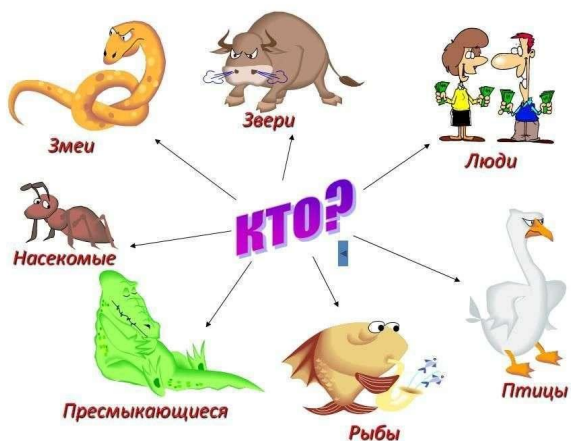 Змеи
Звери
Люди
КТО?
Насекомые
Пресмыкающиеся
Рыбы
Птицы